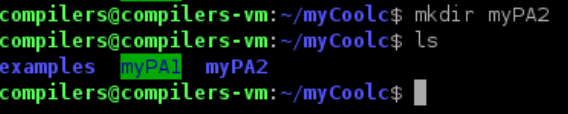 compilers@compilers-vm:~/myCoolc$ mkdir myPA2
compilers@compilers-vm:~/myCoolc$ ls
examples myPA1 myPA2
compilers@compilers-vm:~/myCoolc$